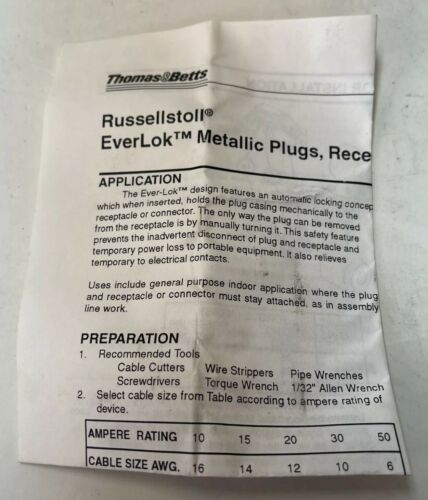 Thomas&Betts
Russellstoll®
EverLok™ Metallic Plugs, Rece
APPLICATION
The Ever-Lok™ design features an automatic locking concep
which when inserted, holds the plug casing mechanically to the
receptacle or connector. The only way the plug can be removed
from the receptacle is by manually turning it. This safety feature
prevents the inadvertent disconnect of plug and receptacle and
temporary power loss to portable equipment. It also relieves
temporary to electrical contacts.
Uses include general purpose indoor application where the plug
and receptacle or connector must stay attached, as in assembly
line work.
PREPARATION
1. Recommended Tools
Cable Cutters Wire Strippers Pipe Wrenches
Screwdrivers Torque Wrench 1/32" Allen Wrench
2. Select cable size from Table according to ampere rating of
device.
AMPERE RATING 10 15 20 30 50
CABLE SIZE AWG. 16 14 12 10 6